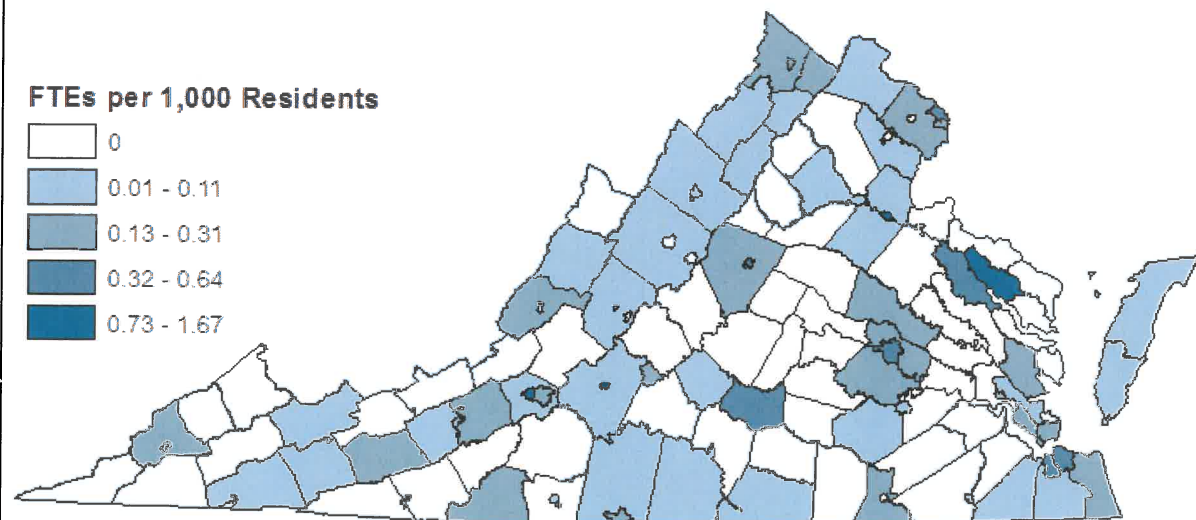 FTEs per 1,000 Residents
0
0.01 - 0.11
0.13 - 0.31
0.32 - 0.64
0.73 - 1.67